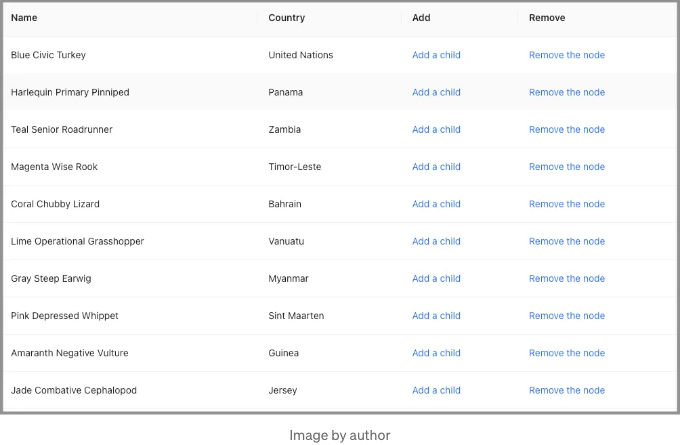 Name Country Add Remove
Blue Civic Turkey United Nations Add a child Remove the node
Harlequin Primary Pinniped Panama Add a child Remove the node
Teal Senior Roadrunner Zambia Add a child Remove the node
Magenta Wise Rook Timor-Leste Add a child Remove the node
Coral Chubby Lizard Bahrain Add a child Remove the node
Lime Operational Grasshopper Vanuatu Add a child Remove the node
Gray Steep Earwig Myanmar Add a child Remove the node
Pink Depressed Whippet Sint Maarten Add a child Remove the node
Amaranth Negative Vulture Guinea Add a child Remove the node
Jade Combative Cephalopod Jersey Add a child Remove the node
Image by author